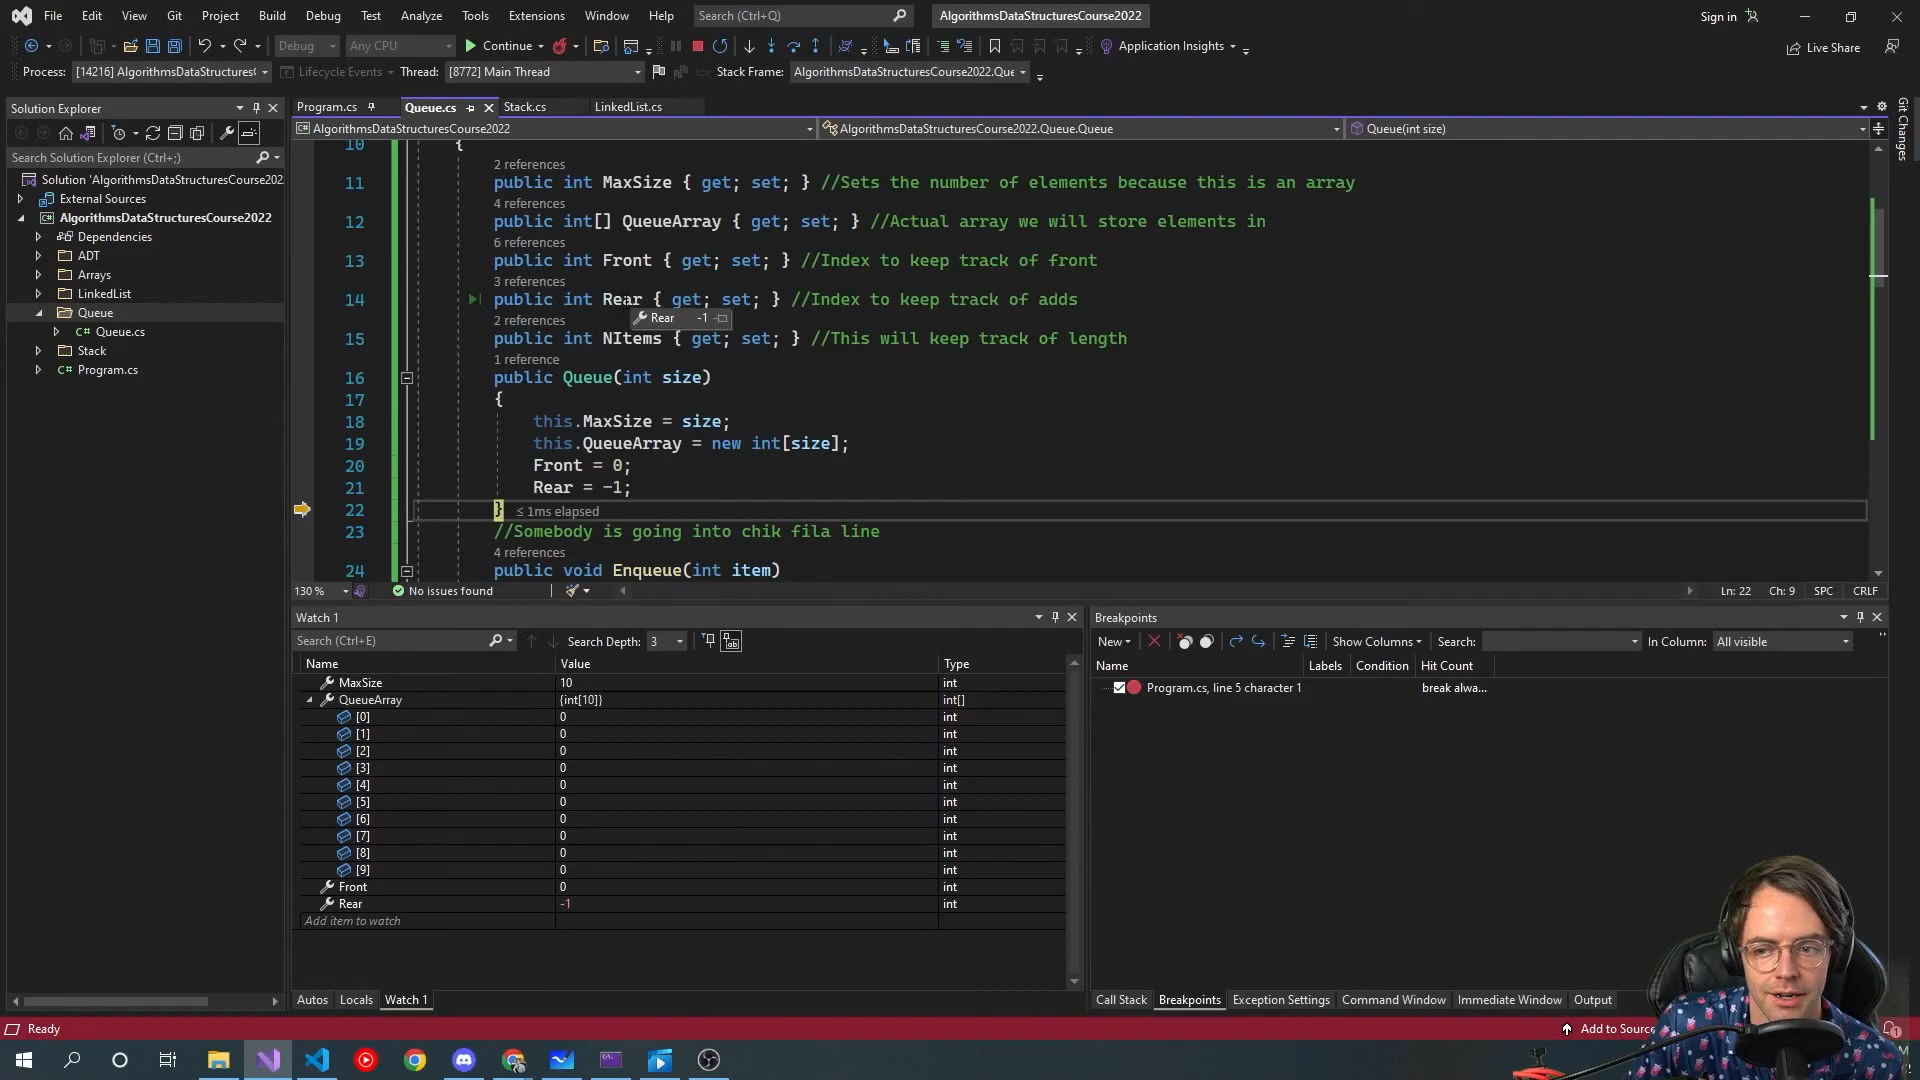 File Edit View Git Project Build Debug Test Analyze Tools Extensions Window Help Search (Ctrl+Q) AlgorithmsDataStructuresCourse2022 Sign in
Debug Any CPU Continue Application Insights Live Share
Process: [14216] AlgorithmsDataStructures( Lifecycle Events Thread: [8772] Main Thread Stack Frame: AlgorithmsDataStructuresCourse2022.Que
Solution Explorer
Search Solution Explorer (Ctrl+;)
Solution 'AlgorithmsDataStructuresCourse202
External Sources
AlgorithmsDataStructuresCourse2022
Dependencies
ADT
Arrays
LinkedList
Queue
C# Queue.cs
Stack
C# Program.cs
Program.cs Queue.cs Stack.cs LinkedList.cs
AlgorithmsDataStructuresCourse2022 AlgorithmsDataStructuresCourse2022.Queue.Queue Queue(int size)
10 {
2 references
11 public int MaxSize { get; set; } //Sets the number of elements because this is an array
4 references
12 public int[] QueueArray { get; set; } //Actual array we will store elements in
6 references
13 public int Front { get; set; } //Index to keep track of front
3 references
14 public int Rear { get; set; } //Index to keep track of adds
Rear -1
2 references
15 public int NItems { get; set; } //This will keep track of length
1 reference
16 public Queue(int size)
17 {
18 this.MaxSize = size;
19 this.QueueArray = new int[size];
20 Front = 0;
21 Rear = -1;
22 } ≤ 1ms elapsed
23 //Somebody is going into chik fila line
4 references
24 public void Enqueue(int item)
130 % No issues found Ln: 22 Ch: 9 SPC CRLF
Watch 1
Search (Ctrl+E) Search Depth: 3
Name Value Type
MaxSize 10 int
QueueArray {int[10]} int[]
[0] 0 int
[1] 0 int
[2] 0 int
[3] 0 int
[4] 0 int
[5] 0 int
[6] 0 int
[7] 0 int
[8] 0 int
[9] 0 int
Front 0 int
Rear -1 int
Add item to watch
Autos Locals Watch 1
Breakpoints
New Show Columns Search: In Column: All visible
Name Labels Condition Hit Count
Program.cs, line 5 character 1 break alwa...
Call Stack Breakpoints Exception Settings Command Window Immediate Window Output
Git Changes
Ready Add to Source